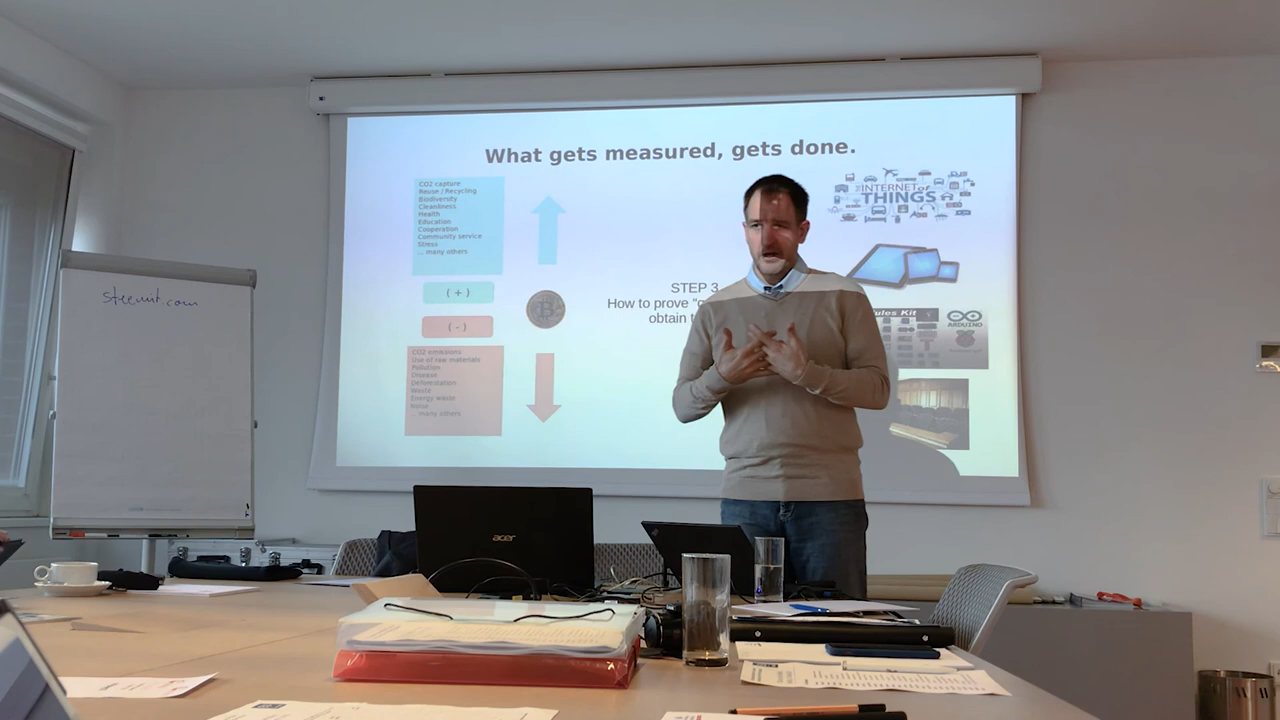 What gets measured, gets done.
CO2 capture
Reuse / Recycling
Biodiversity
Cleanliness
Health
Education
Cooperation
Community service
Stress
... many others
( + )
( - )
CO2 emissions
Use of raw materials
Pollution
Disease
Deforestation
Waste
Energy waste
Noise
... many others
STEP 3
How to prove
obtain
INTERNET of
THINGS
ules Kit
ARDUINO
steemit.com
acer